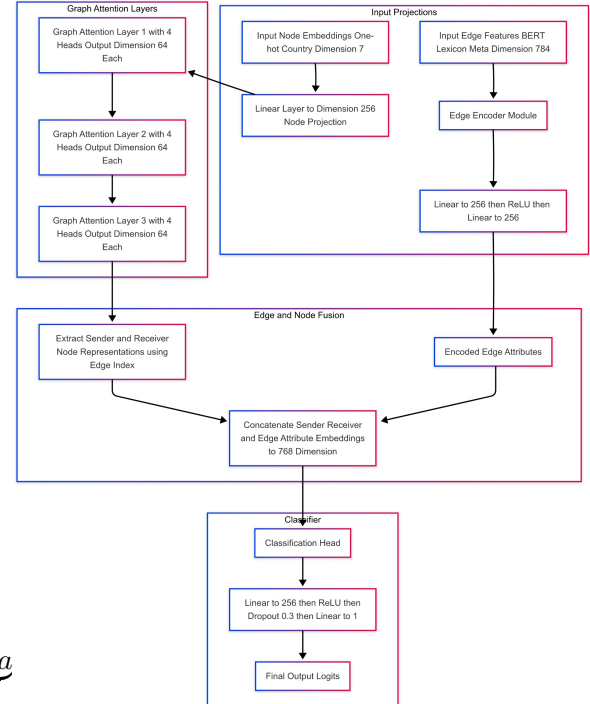 Graph Attention Layers
Graph Attention Layer 1 with 4
Heads Output Dimension 64
Each
Graph Attention Layer 2 with 4
Heads Output Dimension 64
Each
Graph Attention Layer 3 with 4
Heads Output Dimension 64
Each
Input Projections
Input Node Embeddings One-
hot Country Dimension 7
Input Edge Features BERT
Lexicon Meta Dimension 784
Linear Layer to Dimension 256
Node Projection
Edge Encoder Module
Linear to 256 then ReLU then
Linear to 256
Edge and Node Fusion
Extract Sender and Receiver
Node Representations using
Edge Index
Encoded Edge Attributes
Concatenate Sender Receiver
and Edge Attribute Embeddings
to 768 Dimension
Classifier
Classification Head
Linear to 256 then ReLU then
Dropout 0.3 then Linear to 1
Final Output Logits
a